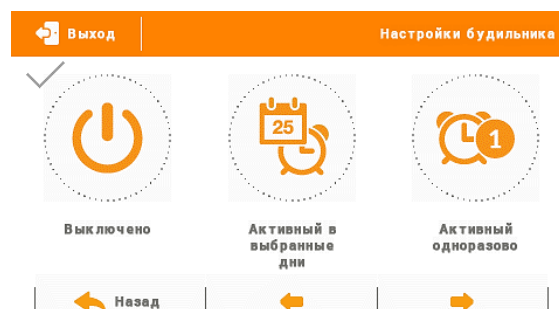 Выход
Настройки будильника
25
1
Выключено
Активный в
выбранные
дни
Активный
одноразово
Назад